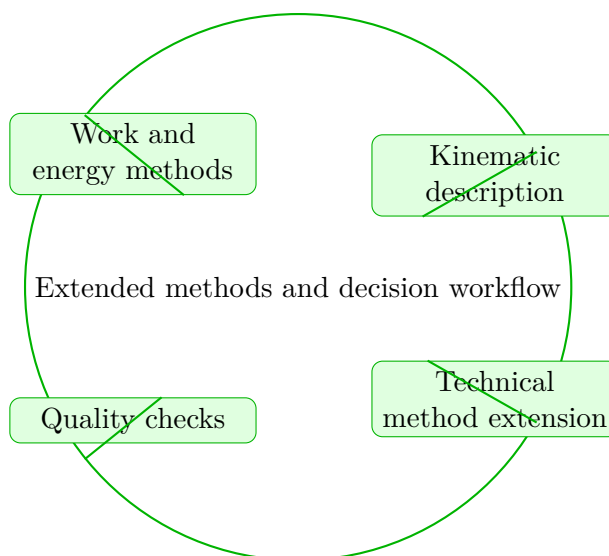 Work and
energy methods
Kinematic
description
Extended methods and decision workflow
Quality checks
Technical
method extension